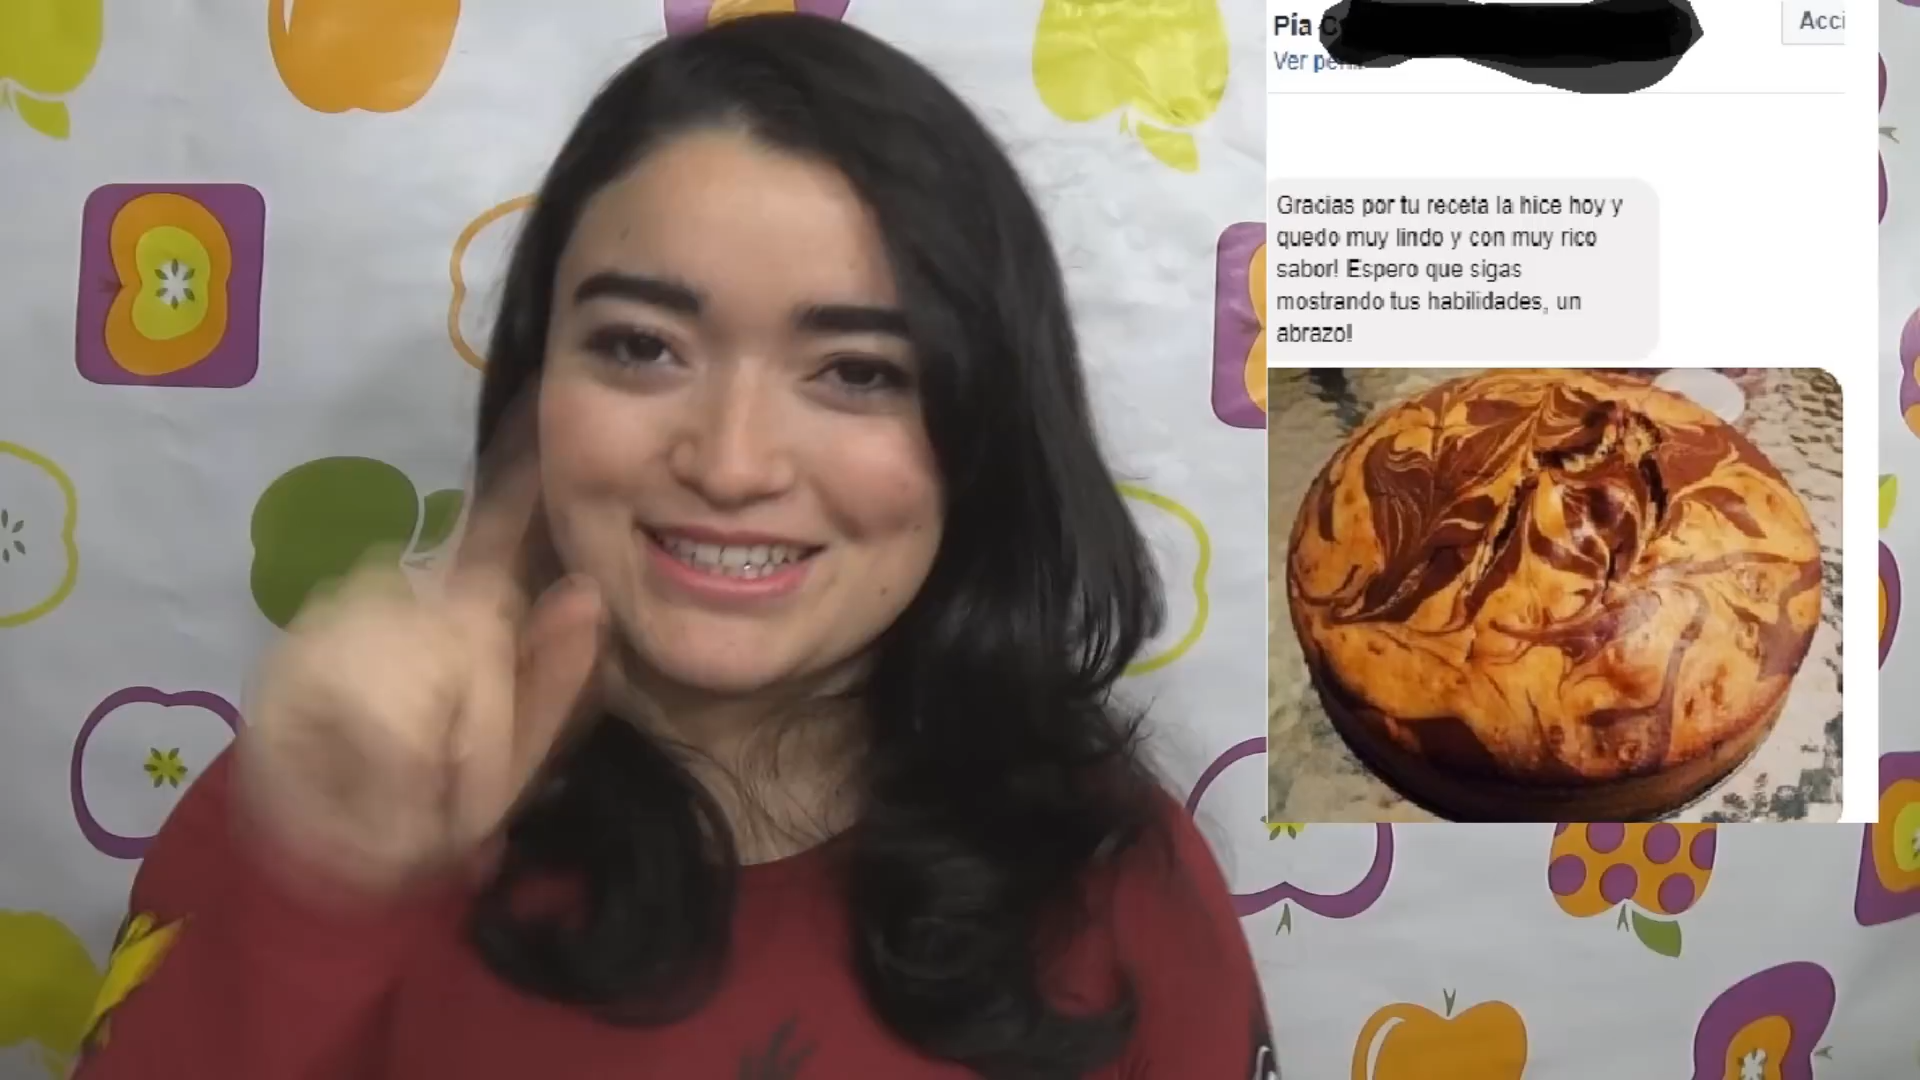 Pía
Acci
Ver
Gracias por tu receta la hice hoy y
quedo muy lindo y con muy rico
sabor! Espero que sigas
mostrando tus habilidades, un
abrazo!